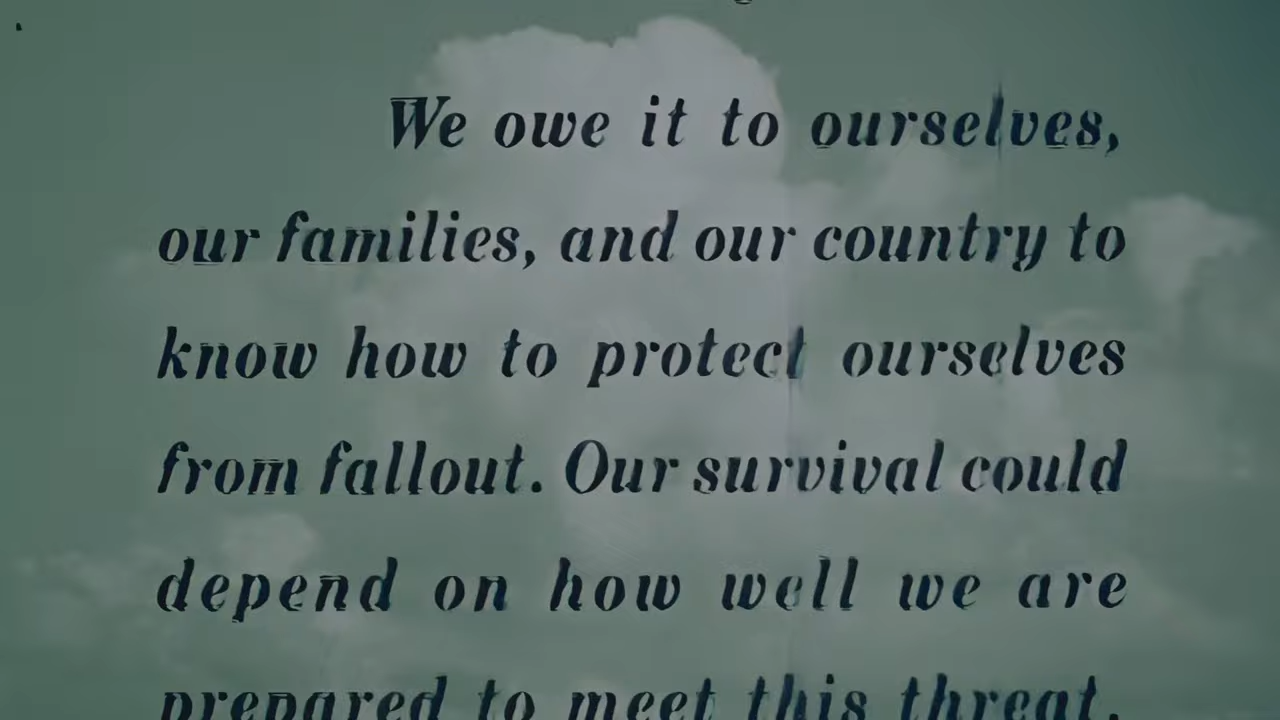 We owe it to ourselves,
our families, and our country to
know how to protect ourselves
from fallout. Our survival could
depend on how well we are
prepared to meet this threat.